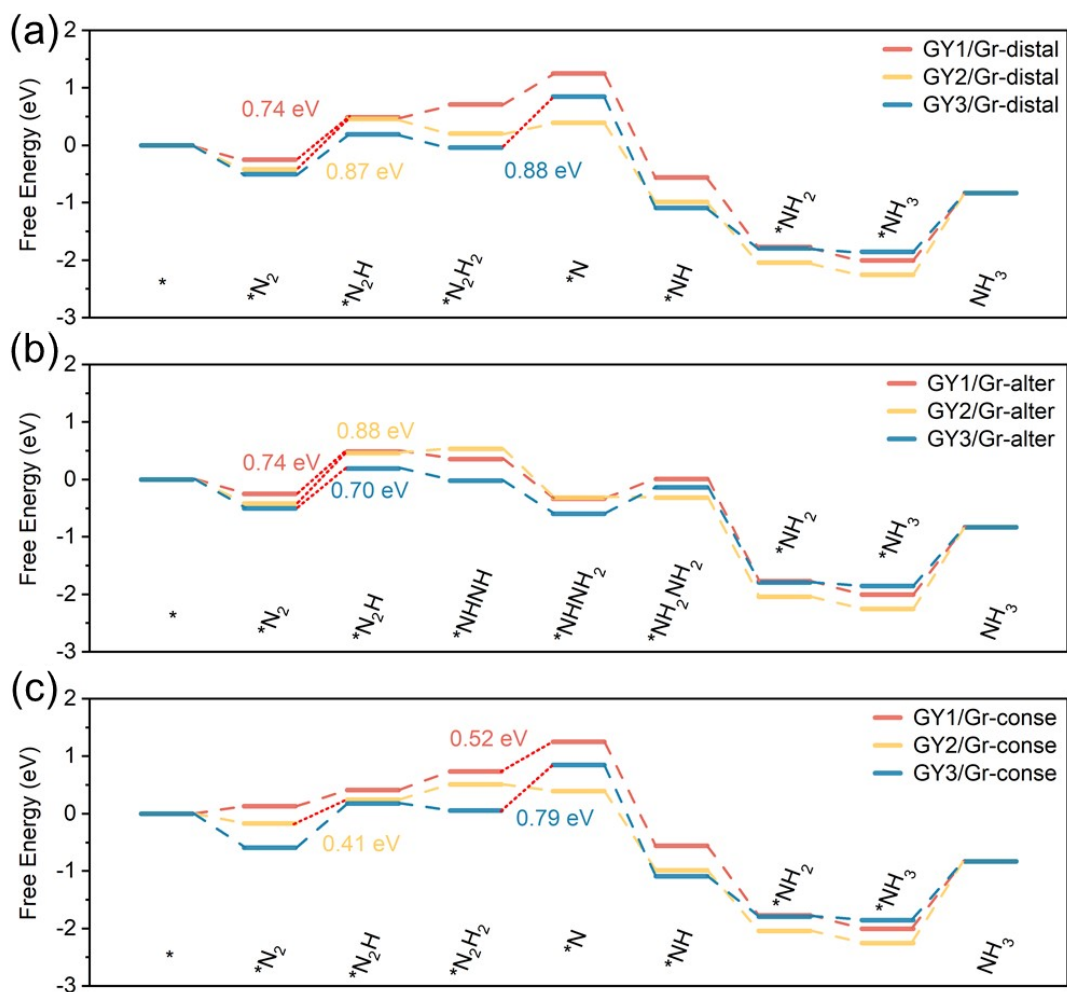 (a)
2
1
0
-1
-2
-3
Free Energy (eV)
GY1/Gr-distal
GY2/Gr-distal
GY3/Gr-distal
0.74 eV
0.87 eV
0.88 eV
*
*N₂
*N₂H
*N₂H₂
*N
*NH
*NH₂
*NH₃
NH₃
(b)
2
1
0
-1
-2
-3
Free Energy (eV)
GY1/Gr-alter
GY2/Gr-alter
GY3/Gr-alter
0.74 eV
0.88 eV
0.70 eV
*
*N₂
*N₂H
*NHNH
*NHNH₂
*NH₂NH₂
*NH₂
*NH₃
NH₃
(c)
2
1
0
-1
-2
-3
Free Energy (eV)
GY1/Gr-conse
GY2/Gr-conse
GY3/Gr-conse
0.52 eV
0.41 eV
0.79 eV
*
*N₂
*N₂H
*N₂H₂
*N
*NH
*NH₂
*NH₃
NH₃